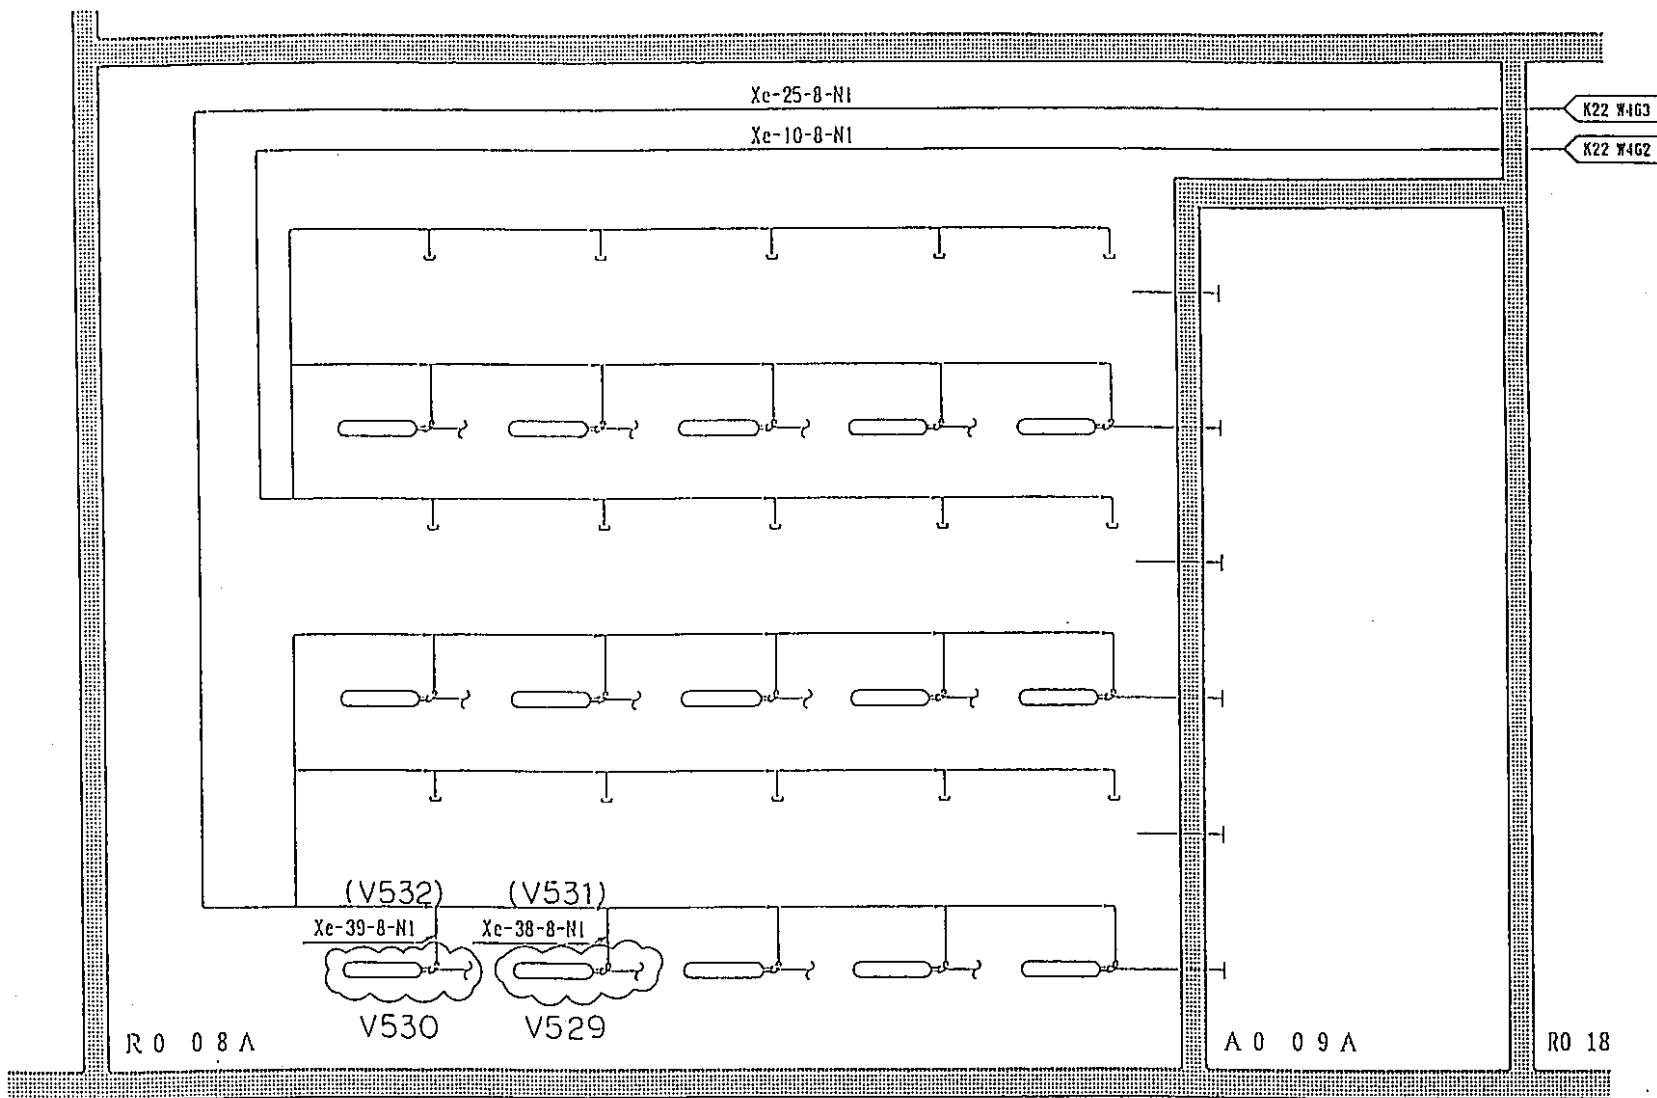 Xe-25-8-N1
K22 W4G3
Xe-10-8-N1
K22 W4G2
(V532) (V531)
Xe-39-8-N1 Xe-38-8-N1
V530 V529
R0 08A A0 09A R0 18